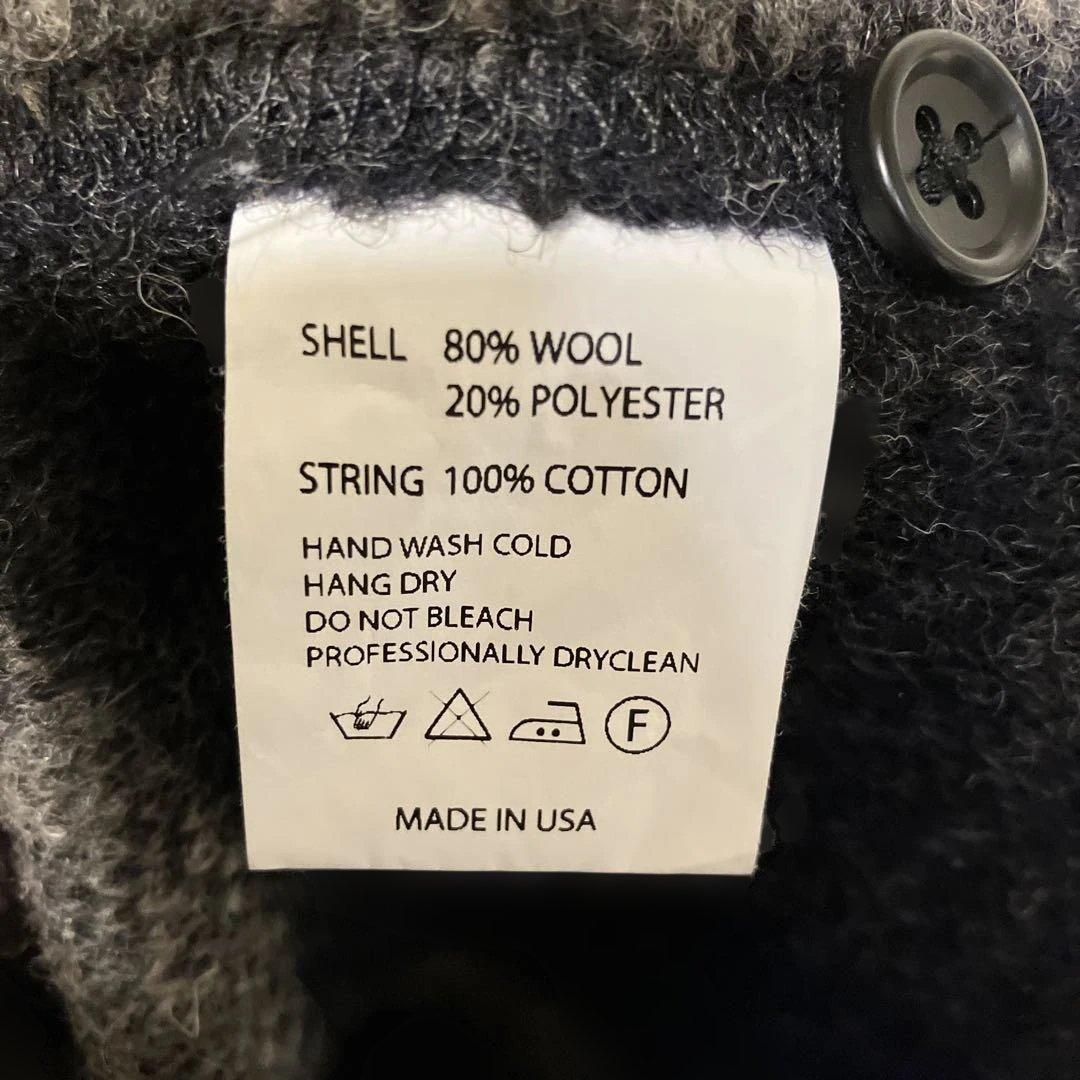 SHELL 80% WOOL
20% POLYESTER
STRING 100% COTTON
HAND WASH COLD
HANG DRY
DO NOT BLEACH
PROFESSIONALLY DRYCLEAN
F
MADE IN USA